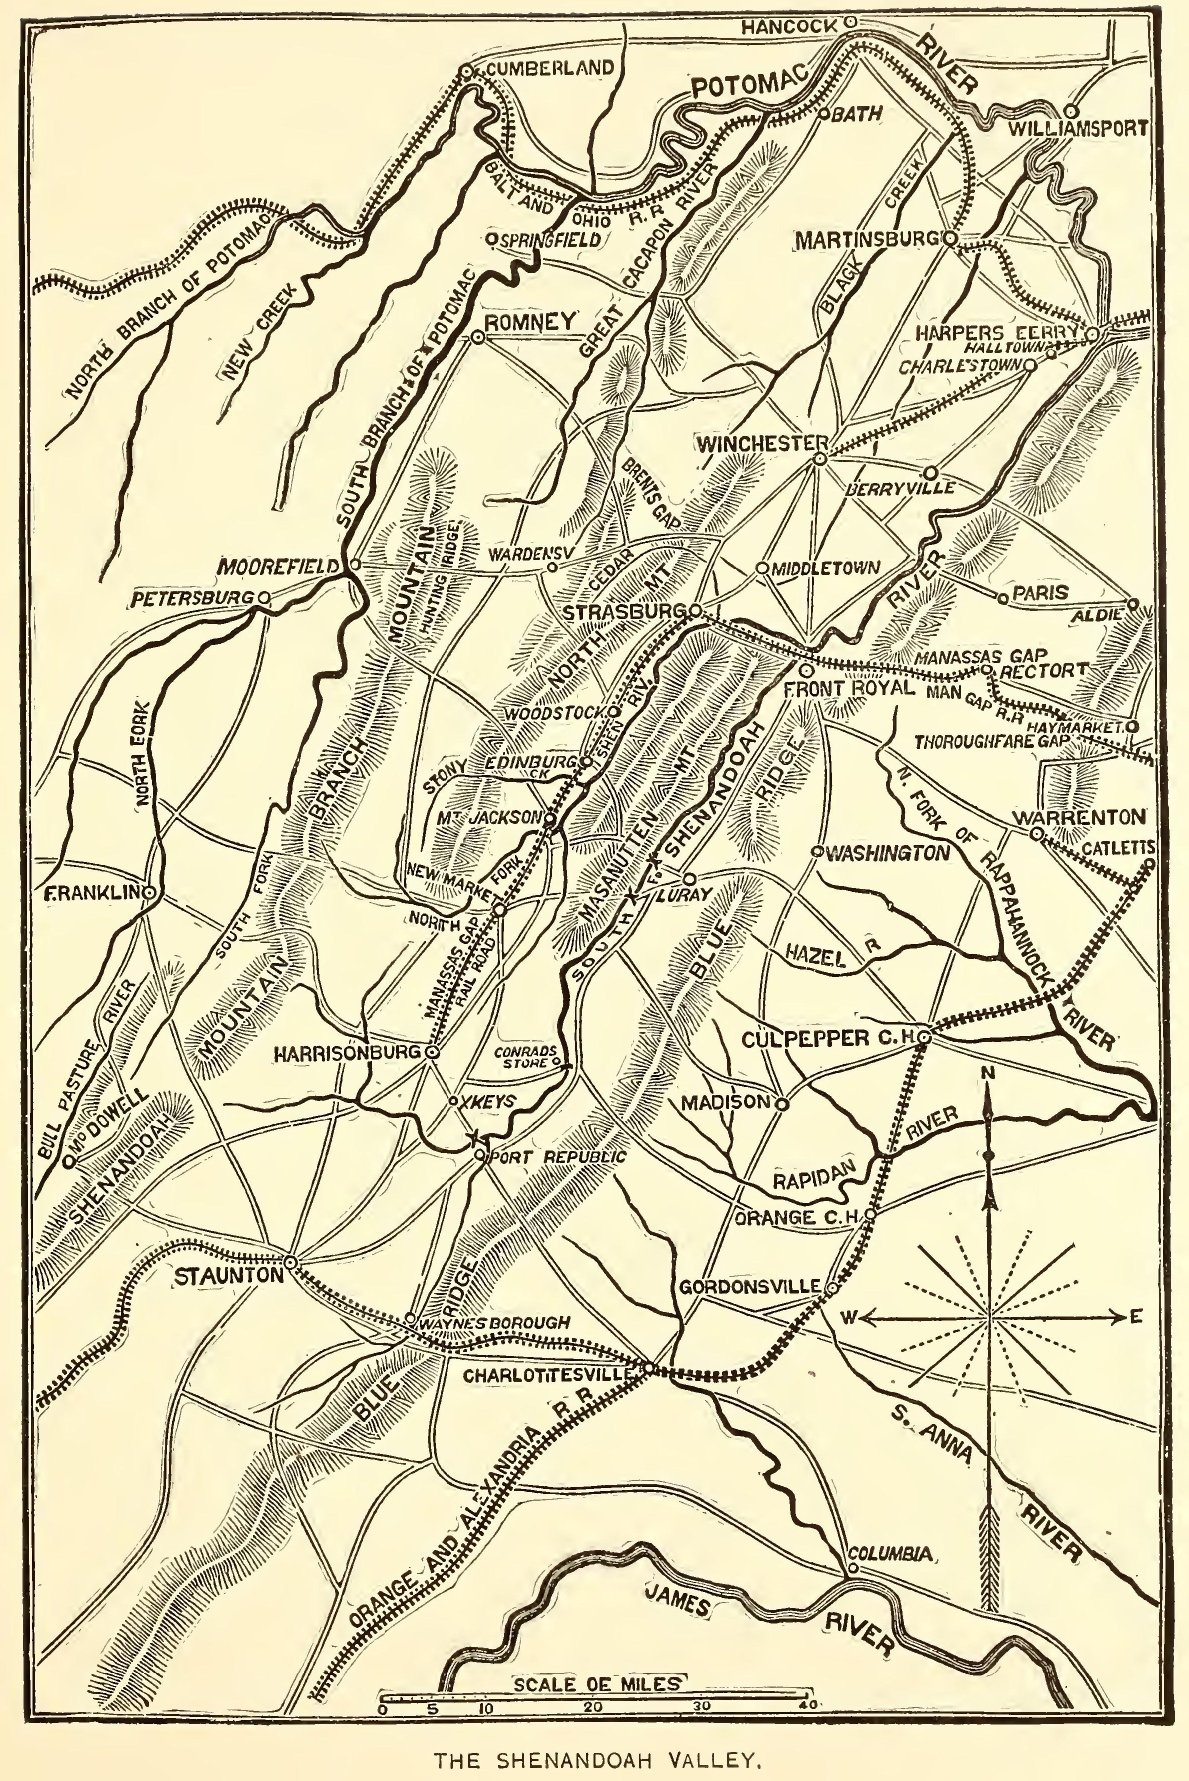 HANCOCK
CUMBERLAND
POTOMAC RIVER
BATH
WILLIAMSPORT
BALT AND OHIO R.R
CREEK
BLACK
SPRINGFIELD
MARTINSBURG
NORTH BRANCH OF POTOMAC
NEW CREEK
SOUTH BRANCH OF POTOMAC
GREAT CACAPON RIVER
ROMNEY
HARPERS EERRY
HALLTOWN
CHARLESTOWN
WINCHESTER
BERRYVILLE
BRENTS GAP
MOUNTAIN
HUNTING RIDGE
WARDENSV
CEDAR
MT
MIDDLETOWN
MOOREFIELD
PETERSBURG
RIVER
PARIS
ALDIE
STRASBURG
NORTH
MANASSAS GAP
RECTORT
FRONT ROYAL
MAN GAP R.R
HAYMARKET.
THOROUGHFARE GAP
WOODSTOCK
SHEN RIV.
NORTH EORK
BRANCH
STONY CK
EDINBURG
MT JACKSON
MASANUTTEN MT
SHENANDOAH
RIDGE
N. FORK OF RAPPAHANNOCK RIVER
WARRENTON
CATLETTS
WASHINGTON
FRANKLIN
SOUTH FORK
NEW MARKET
NORTH FORK
LURAY
SOUTH F.
MANASSAS GAP
RAIL ROAD
BLUE
HAZEL R
MOUNTAIN
BULL PASTURE RIVER
HARRISONBURG
CONRADS
STORE
CULPEPPER C.H
N
XKEYS
MADISON
RIVER
MCDOWELL
SHENANDOAH
PORT REPUBLIC
RAPIDAN
ORANGE C.H
STAUNTON
RIDGE
GORDONSVILLE
W
E
WAYNESBOROUGH
CHARLOTTESVILLE
BLUE
ORANGE AND ALEXANDRIA R R
S. ANNA RIVER
COLUMBIA
JAMES RIVER
SCALE OE MILES
0 5 10 20 30 40
THE SHENANDOAH VALLEY.